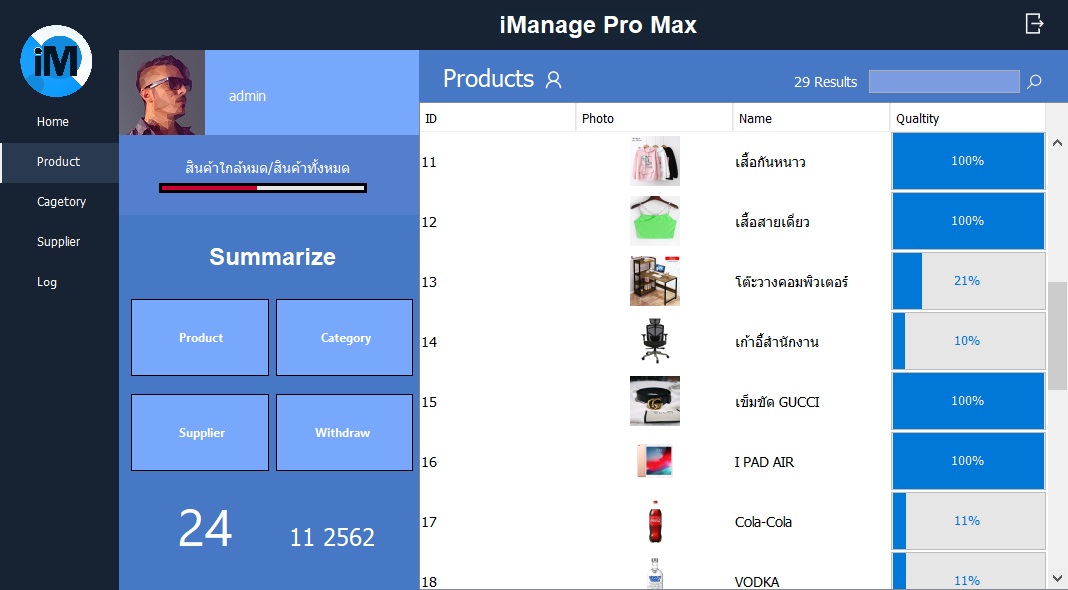 iManage Pro Max
iM
Home
Product
Cagetory
Supplier
Log
admin
สินค้าใกล้หมด/สินค้าทั้งหมด
Summarize
Product
Category
Supplier
Withdraw
24
11 2562
Products
29 Results
ID Photo Name Qualtity
11 เสื้อกันหนาว 100%
12 เสื้อสายเดี่ยว 100%
13 โต๊ะวางคอมพิวเตอร์ 21%
14 เก้าอี้สำนักงาน 10%
15 เข็มขัด GUCCI 100%
16 I PAD AIR 100%
17 Cola-Cola 11%
18 VODKA 11%